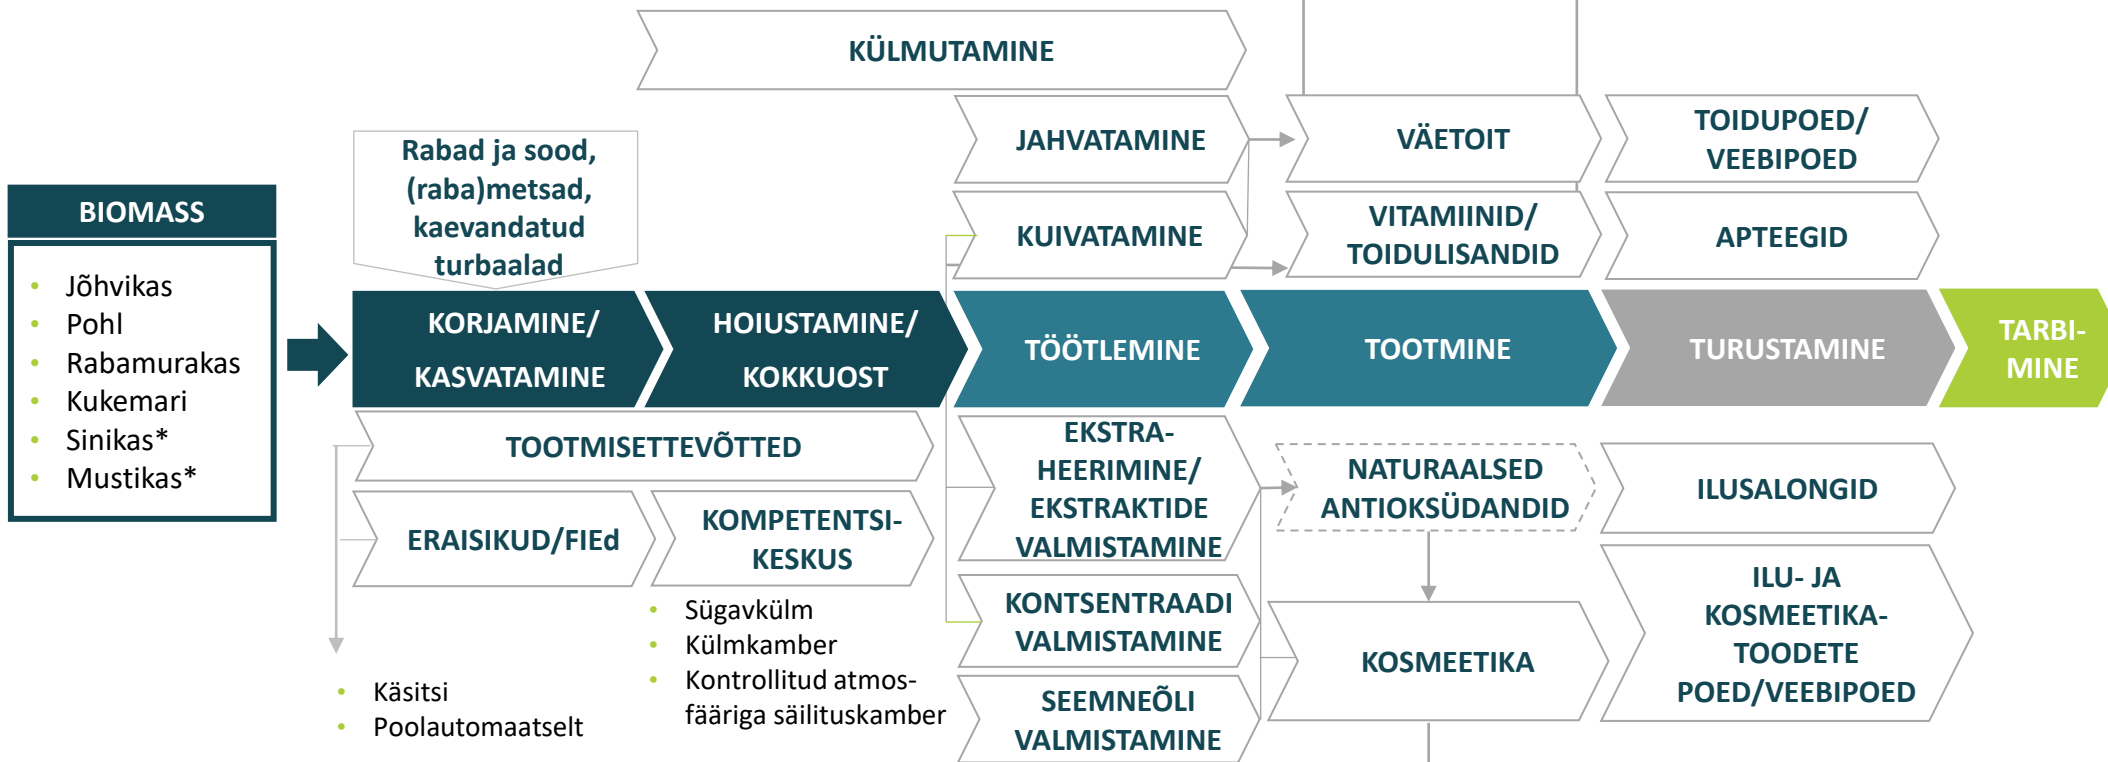 KÜLMUTAMINE
Rabad ja sood,
(raba)metsad,
kaevandatud
turbaalad
JAHVATAMINE
VÄETOIT
TOIDUPOED/
VEEBIPOED
KUIVATAMINE
VITAMIINID/
TOIDULISANDID
APTEEGID
BIOMASS
• Jõhvikas
• Pohl
• Rabamurakas
• Kukemari
• Sinikas*
• Mustikas*
KORJAMINE/
KASVATAMINE
HOIUSTAMINE/
KOKKUOST
TÖÖTLEMINE
TOOTMINE
TURUSTAMINE
TARBI-
MINE
TOOTMISETTEVÕTTED
ERAISIKUD/FIEd
KOMPETENTSI-
KESKUS
• Käsitsi
• Poolautomaatselt
• Sügavkülm
• Külmkamber
• Kontrollitud atmos-
fääriga säilituskamber
EKSTRA-
HEERIMINE/
EKSTRAKTIDE
VALMISTAMINE
KONTSENTRAADI
VALMISTAMINE
SEEMNEÕLI
VALMISTAMINE
NATURAALSED
ANTIOKSÜDANDID
KOSMEETIKA
ILUSALONGID
ILU- JA
KOSMEETIKA-
TOODETE
POED/VEEBIPOED